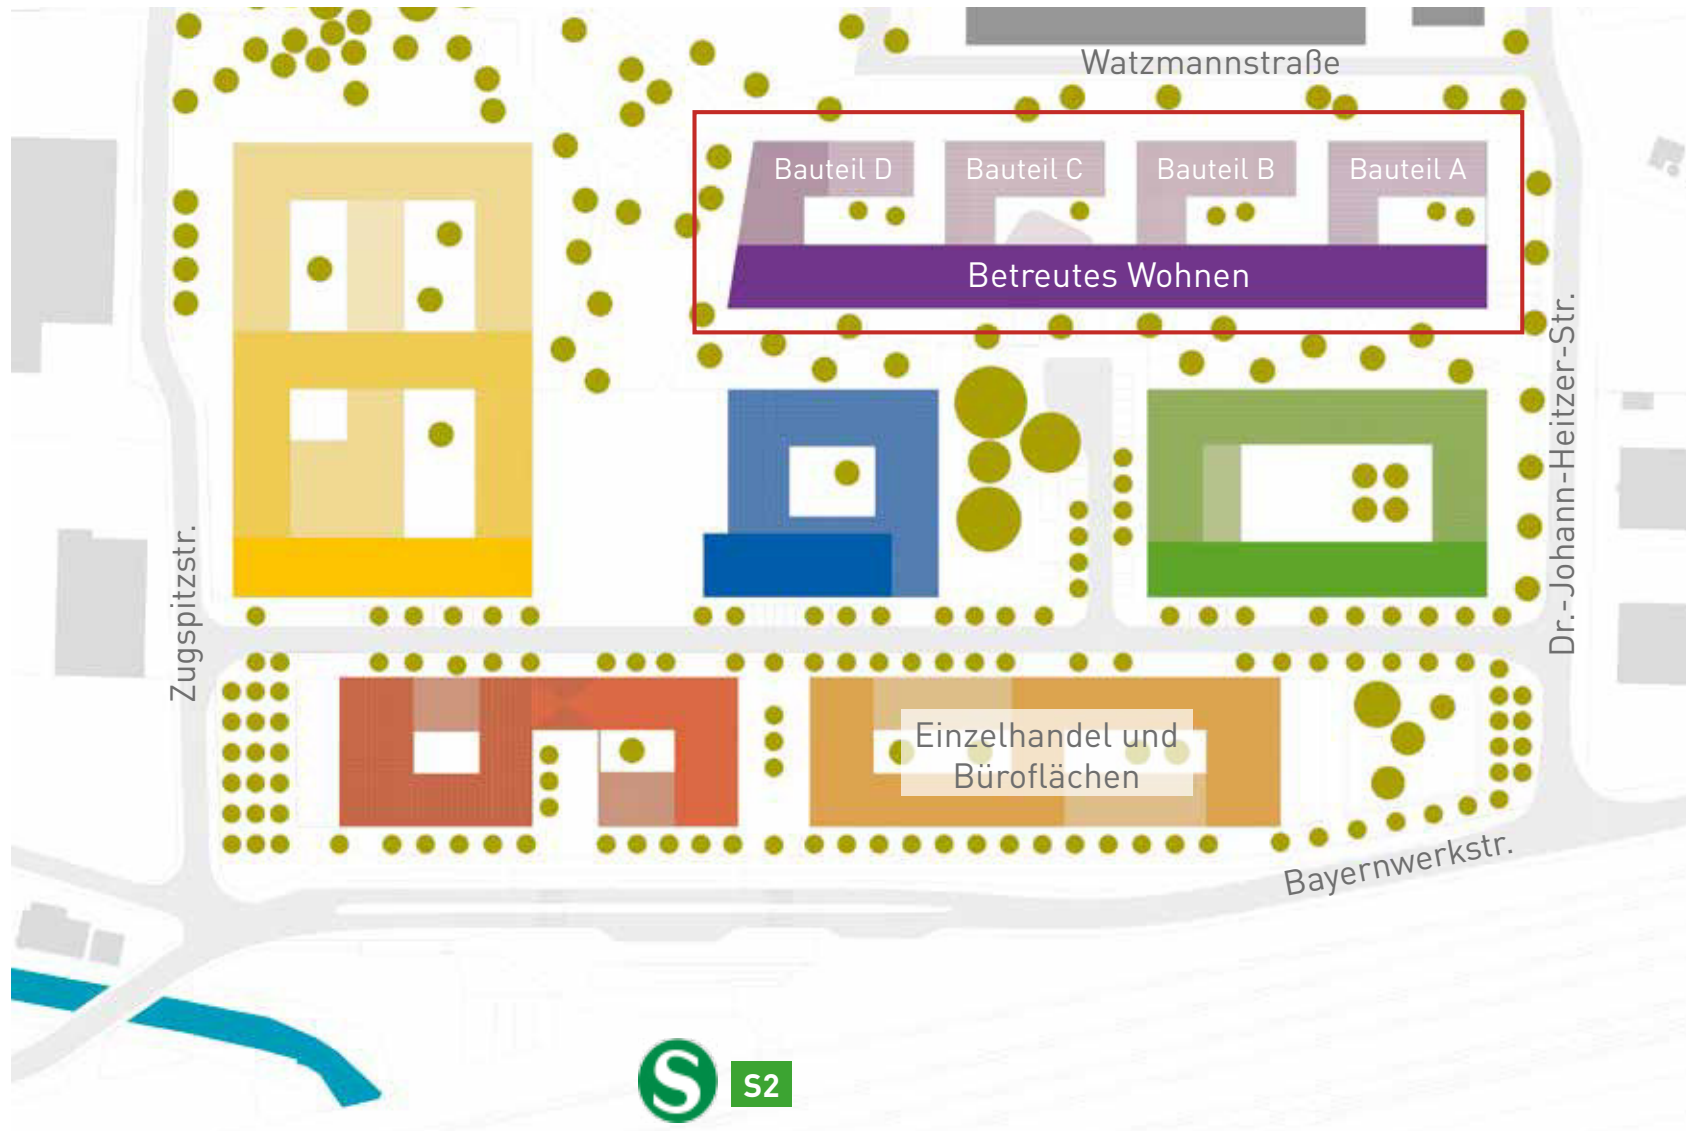 Watzmannstraße
Bauteil D
Bauteil C
Bauteil B
Bauteil A
Betreutes Wohnen
Dr.-Johann-Heitzer-Str.
Zugspitzstr.
Einzelhandel und
Büroflächen
Bayernwerkstr.
S
S2